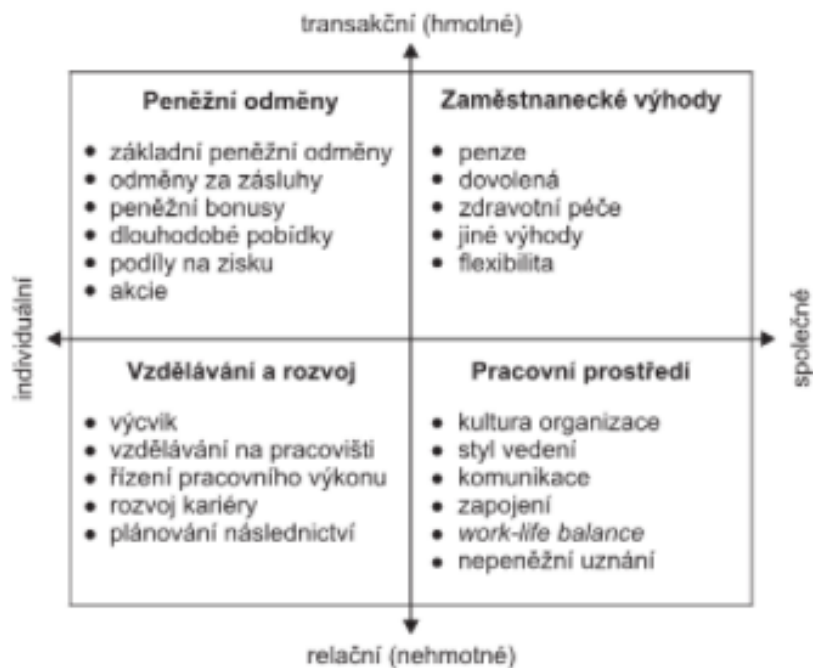 transakční (hmotné)
Peněžní odměny
• základní peněžní odměny
• odměny za zásluhy
• peněžní bonusy
• dlouhodobé pobídky
• podíly na zisku
• akcie
Zaměstnanecké výhody
• penze
• dovolená
• zdravotní péče
• jiné výhody
• flexibilita
individuální
společné
Vzdělávání a rozvoj
• výcvik
• vzdělávání na pracovišti
• řízení pracovního výkonu
• rozvoj kariéry
• plánování následnictví
Pracovní prostředí
• kultura organizace
• styl vedení
• komunikace
• zapojení
• work-life balance
• nepeněžní uznání
relační (nehmotné)